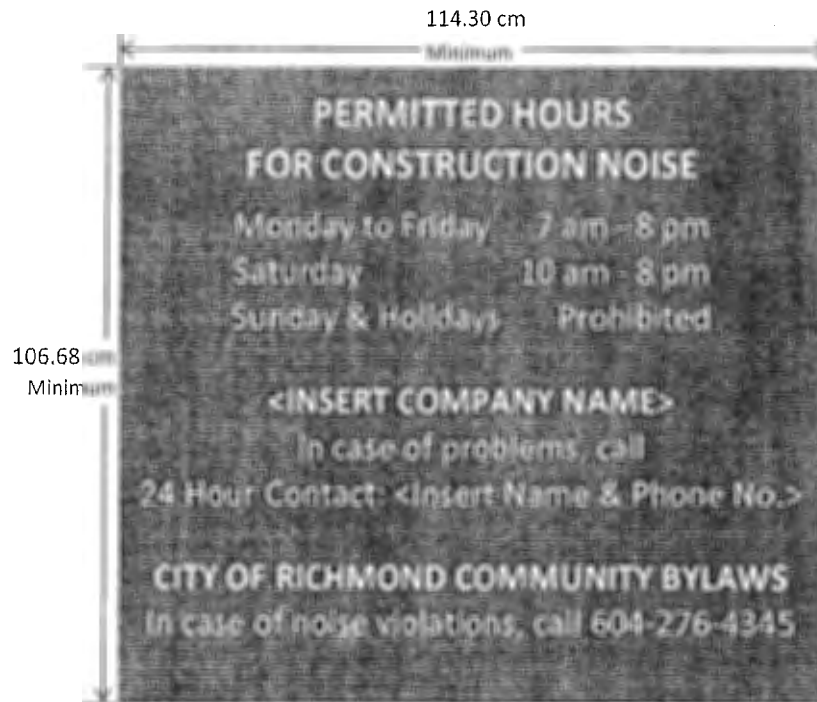 114.30 cm
Minimum
PERMITTED HOURS
FOR CONSTRUCTION NOISE
Monday to Friday 7 am - 8 pm
Saturday 10 am - 8 pm
Sunday & Holidays Prohibited
106.68 cm
Minimum
<INSERT COMPANY NAME>
In case of problems, call
24 Hour Contact: <Insert Name & Phone No.>
CITY OF RICHMOND COMMUNITY BYLAWS
In case of noise violations, call 604-276-4345